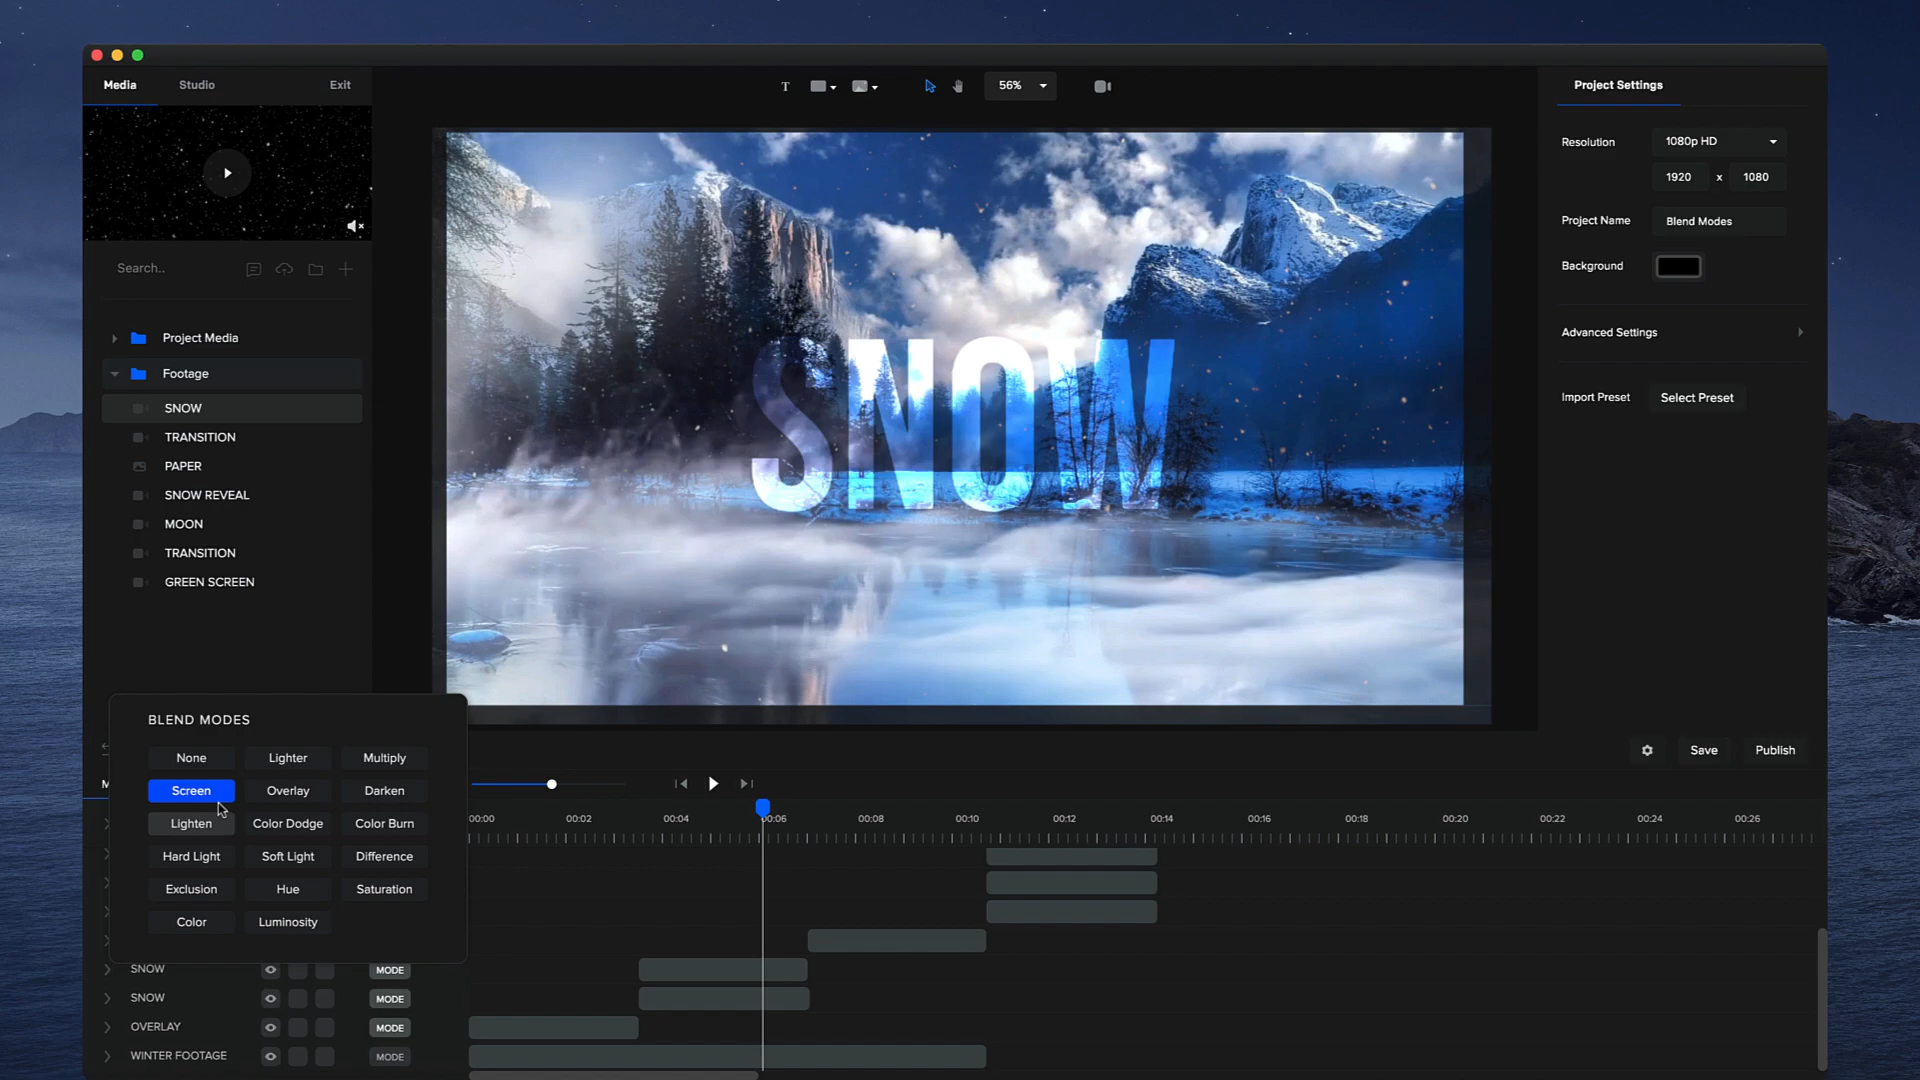 Media Studio Exit
T 56%
Project Settings
Resolution 1080p HD
1920 x 1080
Project Name Blend Modes
Background
Advanced Settings
Import Preset Select Preset
Search..
Project Media
Footage
SNOW
TRANSITION
PAPER
SNOW REVEAL
MOON
TRANSITION
GREEN SCREEN
SNOW
BLEND MODES
None Lighter Multiply
Screen Overlay Darken
Lighten Color Dodge Color Burn
Hard Light Soft Light Difference
Exclusion Hue Saturation
Color Luminosity
Save Publish
M
00:00 00:02 00:04 00:06 00:08 00:10 00:12 00:14 00:16 00:18 00:20 00:22 00:24 00:26
SNOW MODE
SNOW MODE
OVERLAY MODE
WINTER FOOTAGE MODE